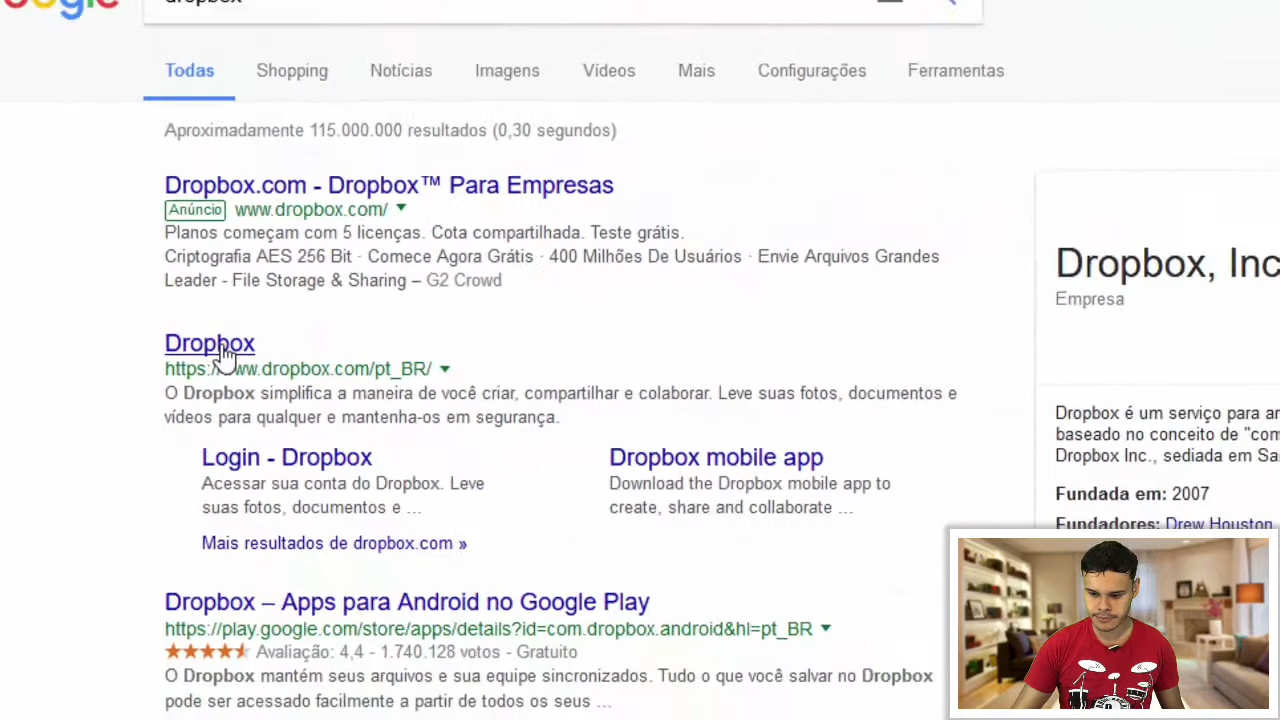 dropbox
Todas Shopping Notícias Imagens Vídeos Mais Configurações Ferramentas
Aproximadamente 115.000.000 resultados (0,30 segundos)
Dropbox.com - Dropbox™ Para Empresas
Anúncio www.dropbox.com/
Planos começam com 5 licenças. Cota compartilhada. Teste grátis.
Criptografia AES 256 Bit · Comece Agora Grátis · 400 Milhões De Usuários · Envie Arquivos Grandes
Leader - File Storage & Sharing – G2 Crowd
Dropbox
https://www.dropbox.com/pt_BR/
O Dropbox simplifica a maneira de você criar, compartilhar e colaborar. Leve suas fotos, documentos e
vídeos para qualquer e mantenha-os em segurança.
Login - Dropbox
Acessar sua conta do Dropbox. Leve
suas fotos, documentos e ...
Dropbox mobile app
Download the Dropbox mobile app to
create, share and collaborate ...
Mais resultados de dropbox.com »
Dropbox – Apps para Android no Google Play
https://play.google.com/store/apps/details?id=com.dropbox.android&hl=pt_BR
Avaliação: 4,4 - 1.740.128 votos - Gratuito
O Dropbox mantém seus arquivos e sua equipe sincronizados. Tudo o que você salvar no Dropbox
pode ser acessado facilmente a partir de todos os seus ...
Dropbox, Inc
Empresa
Dropbox é um serviço para
baseado no conceito de "com
Dropbox Inc., sediada em
Fundada em: 2007
Fundadores: Drew Houston